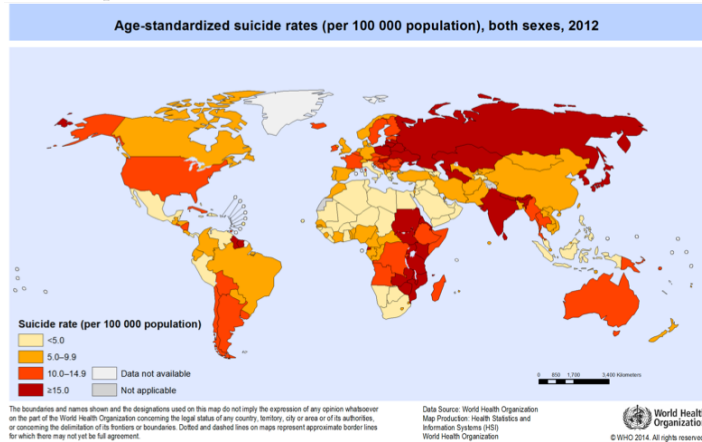 Age-standardized suicide rates (per 100 000 population), both sexes, 2012
Suicide rate (per 100 000 population)
<5.0
5.0–9.9
10.0–14.9
≥15.0
Data not available
Not applicable
0 850 1,700 3,400 Kilometers
The boundaries and names shown and the designations used on this map do not imply the expression of any opinion whatsoever
on the part of the World Health Organization concerning the legal status of any country, territory, city or area or of its authorities,
or concerning the delimitation of its frontiers or boundaries. Dotted and dashed lines on maps represent approximate border lines
for which there may not yet be full agreement.
Data Source: World Health Organization
Map Production: Health Statistics and
Information Systems (HSI)
World Health Organization
World Health
Organization
© WHO 2014. All rights reserved